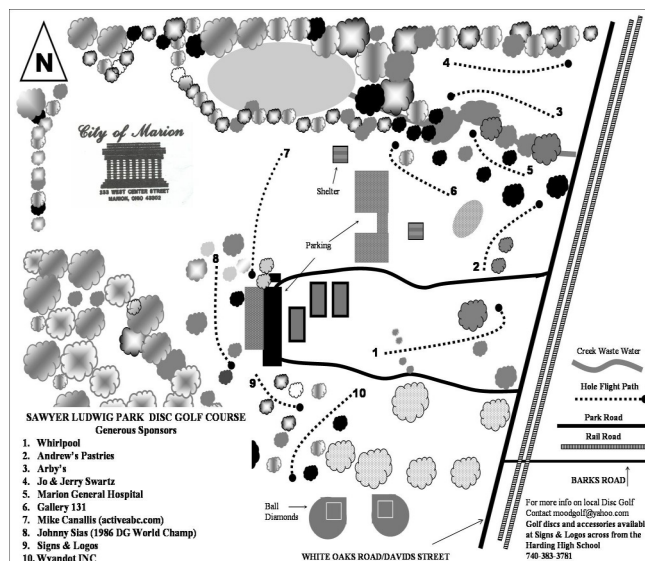 N
City of Marion
233 WEST CENTER STREET
MARION, OHIO 43302
4
3
7
Shelter
6
5
Parking
8
2
1
9
10
Creek Waste Water
Hole Flight Path
Park Road
Rail Road
BARKS ROAD
SAWYER LUDWIG PARK DISC GOLF COURSE
Generous Sponsors
1. Whirlpool
2. Andrew's Pastries
3. Arby's
4. Jo & Jerry Swartz
5. Marion General Hospital
6. Gallery 131
7. Mike Canallis (activeabc.com)
8. Johnny Sias (1986 DG World Champ)
9. Signs & Logos
10. Wyandot INC
Ball
Diamonds
WHITE OAKS ROAD/DAVIDS STREET
For more info on local Disc Golf
Contact moodgolf@yahoo.com
Golf discs and accessories availabl
at Signs & Logos across from the
Harding High School
740-383-3781